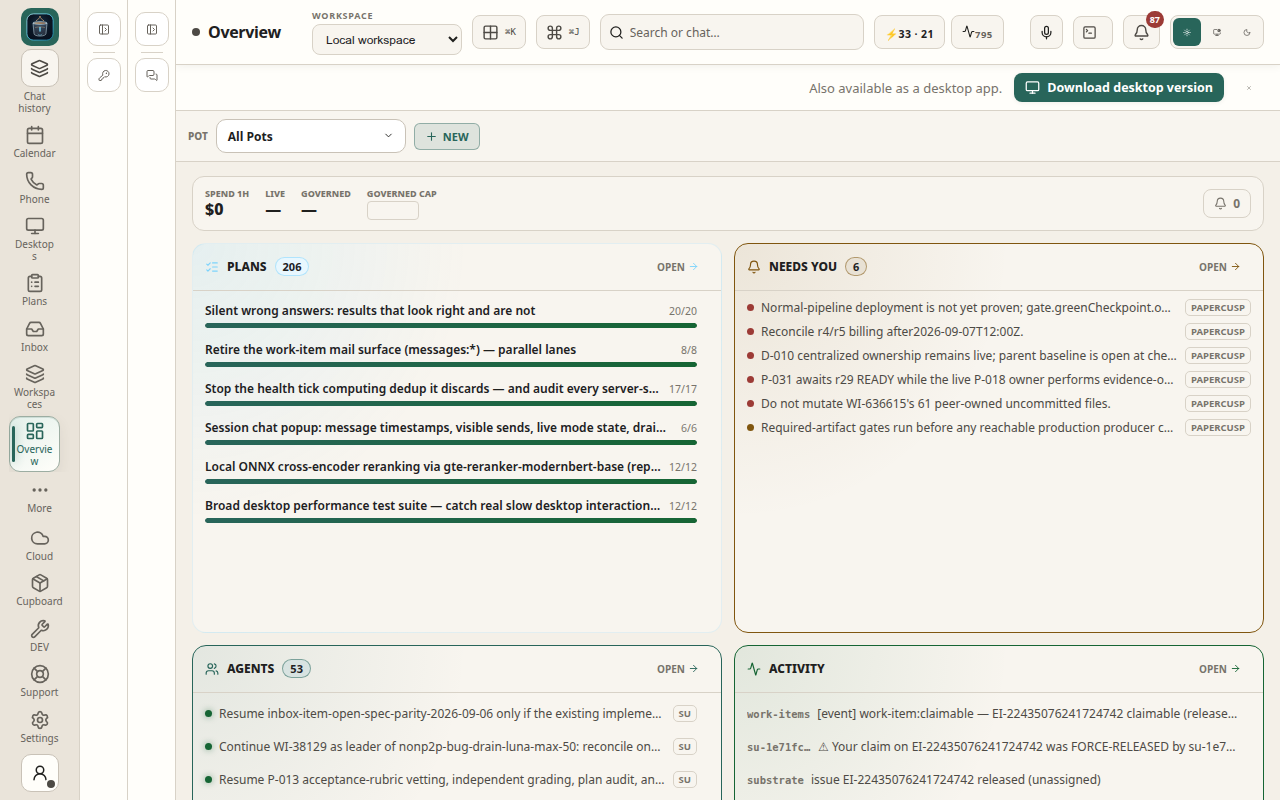 Overview
WORKSPACE
Local workspace
⌘K
⌘J
Search or chat...
⚡33 · 21
795
87
Also available as a desktop app.
Download desktop version
×
POT
All Pots
+ NEW
Chat
history
Calendar
Phone
Desktop
s
Plans
Inbox
Workspa
ces
Overvie
w
More
Cloud
Cupboard
DEV
Support
Settings
SPEND 1H
LIVE
GOVERNED
GOVERNED CAP
$0
—
—
0
PLANS 206
OPEN →
Silent wrong answers: results that look right and are not 20/20
Retire the work-item mail surface (messages:*) — parallel lanes 8/8
Stop the health tick computing dedup it discards — and audit every server-s... 17/17
Session chat popup: message timestamps, visible sends, live mode state, drai... 6/6
Local ONNX cross-encoder reranking via gte-reranker-modernbert-base (rep... 12/12
Broad desktop performance test suite — catch real slow desktop interaction... 12/12
NEEDS YOU 6
OPEN →
Normal-pipeline deployment is not yet proven; gate.greenCheckpoint.o... PAPERCUSP
Reconcile r4/r5 billing after2026-09-07T12:00Z. PAPERCUSP
D-010 centralized ownership remains live; parent baseline is open at che... PAPERCUSP
P-031 awaits r29 READY while the live P-018 owner performs evidence-o... PAPERCUSP
Do not mutate WI-636615's 61 peer-owned uncommitted files. PAPERCUSP
Required-artifact gates run before any reachable production producer c... PAPERCUSP
AGENTS 53
OPEN →
Resume inbox-item-open-spec-parity-2026-09-06 only if the existing impleme... SU
Continue WI-38129 as leader of nonp2p-bug-drain-luna-max-50: reconcile on... SU
Resume P-013 acceptance-rubric vetting, independent grading, plan audit, an... SU
ACTIVITY
OPEN →
work-items [event] work-item:claimable — EI-22435076241724742 claimable (release...
su-1e71fc… ⚠ Your claim on EI-22435076241724742 was FORCE-RELEASED by su-1e7...
substrate issue EI-22435076241724742 released (unassigned)